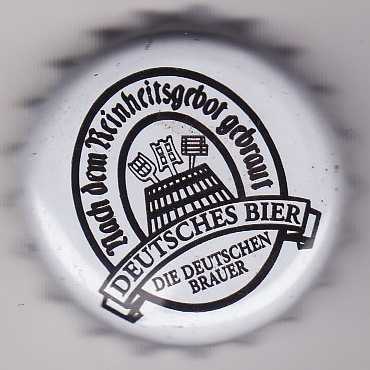 Nach dem Reinheitsgebot gebraut
DEUTSCHES BIER
DIE DEUTSCHEN
BRAUER